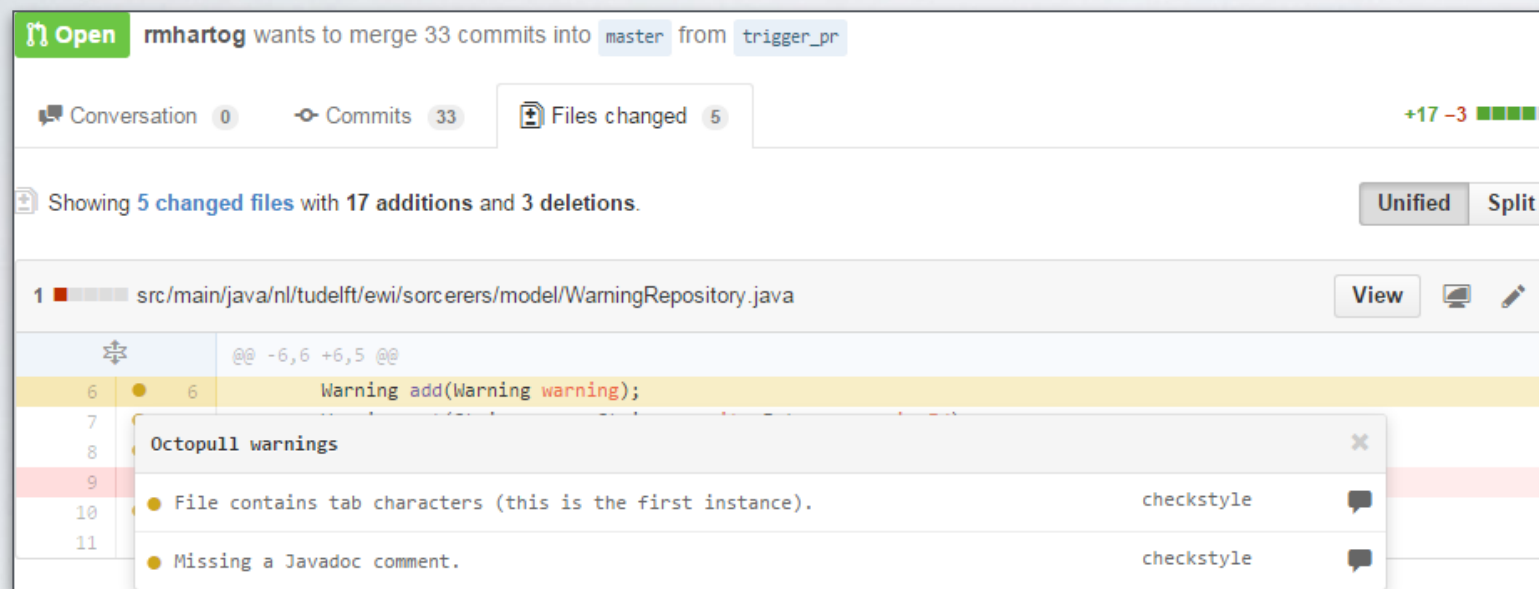 Open rmhartog wants to merge 33 commits into master from trigger_pr
Conversation 0 Commits 33 Files changed 5 +17 −3
Showing 5 changed files with 17 additions and 3 deletions. Unified Split
1 src/main/java/nl/tudelft/ewi/sorcerers/model/WarningRepository.java View
@@ -6,6 +6,5 @@
6 6 Warning add(Warning warning);
7
8
Octopull warnings
9
File contains tab characters (this is the first instance). checkstyle
10
11
Missing a Javadoc comment. checkstyle